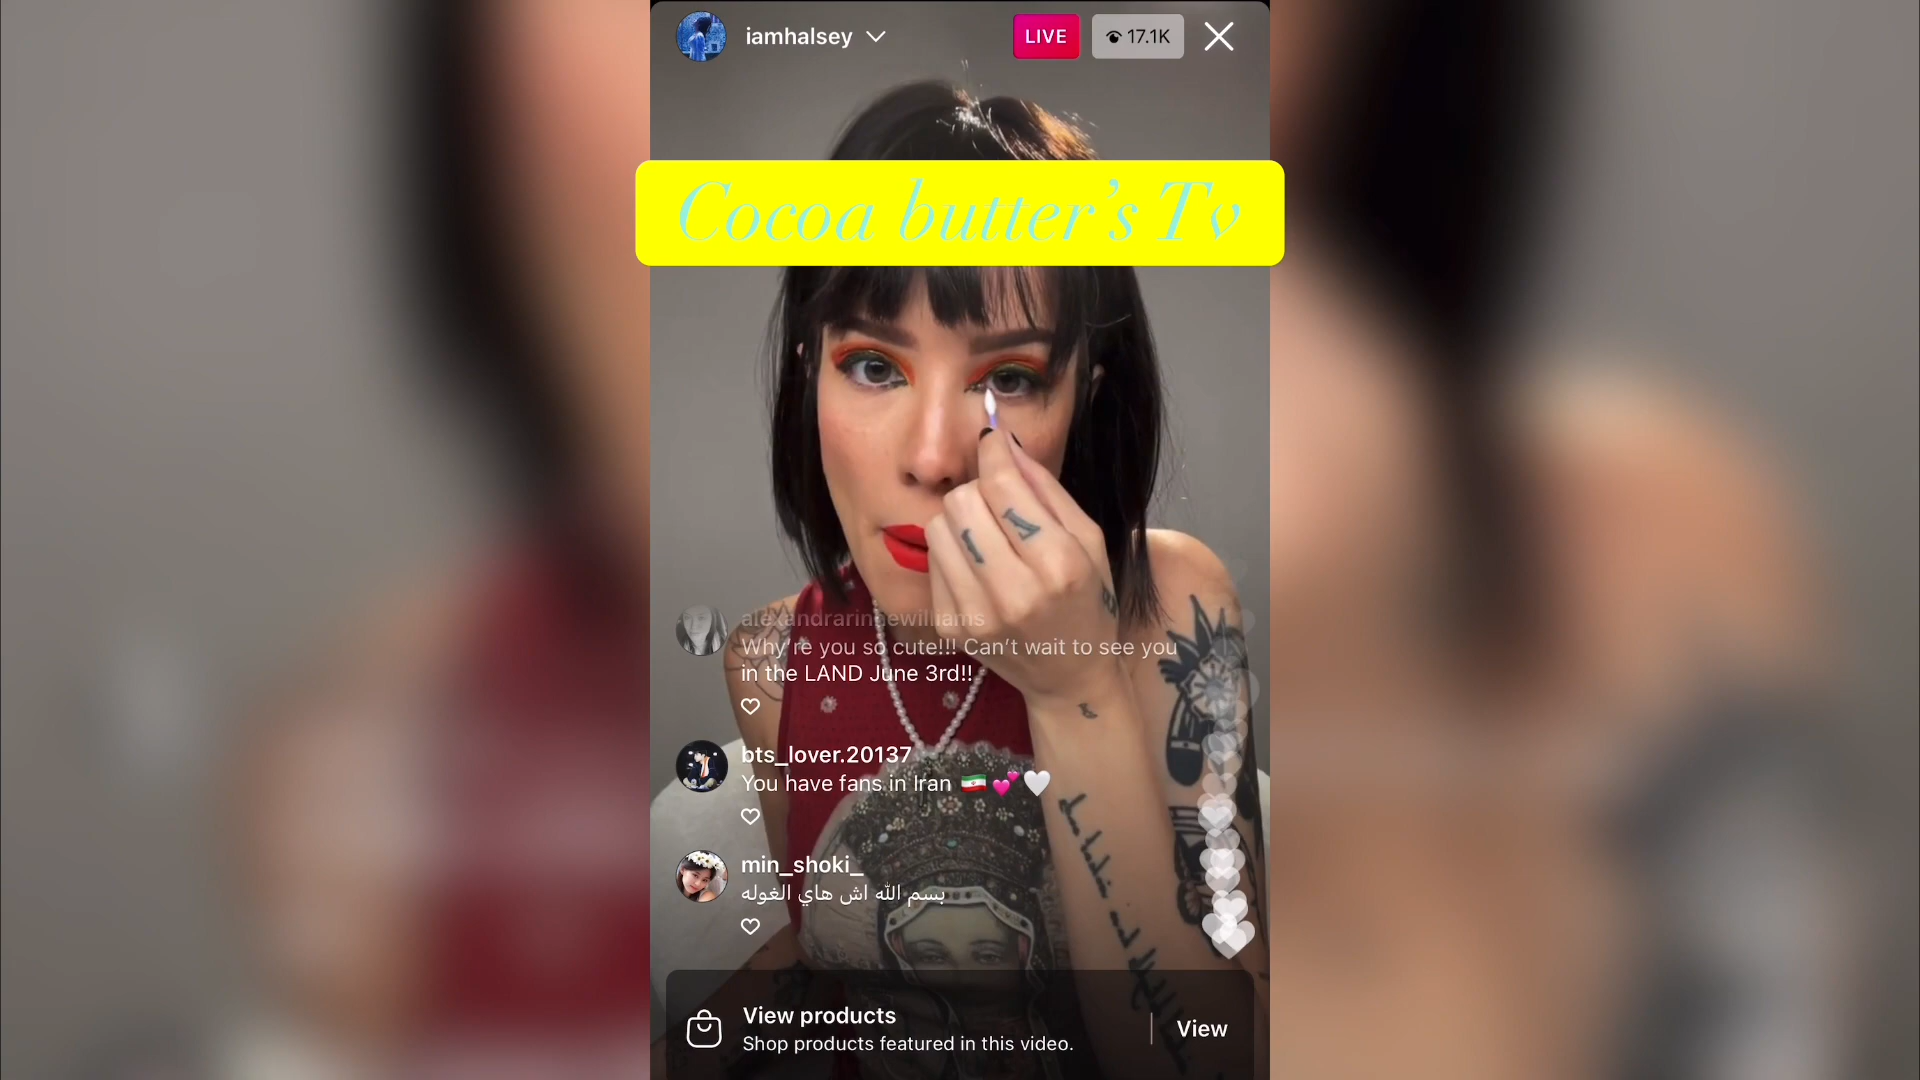 iamhalsey
LIVE
17.1K
Cocoa butter’s Tv
alexandrarinnewilliams
Why’re you so cute!!! Can’t wait to see you
in the LAND June 3rd!!
bts_lover.20137
You have fans in Iran 🇮🇷 💕 🤍
min_shoki_
بسم الله اش هاي الغوله
View products
Shop products featured in this video.
View